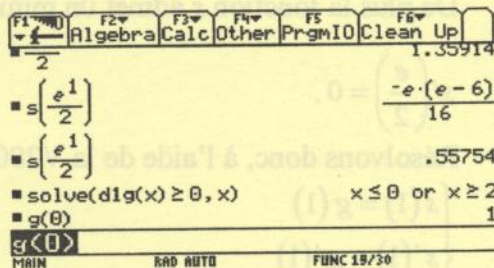 F1 F2 F3 F4 F5 F6
Algebra Calc Other PrgmIO Clean Up
2 1.35914
s(e^1/2) -e·(e-6)/16
s(e^1/2) .55754
solve(d1g(x)≥0,x) x≤0 or x≥2
g(0) 1
g(0)
MAIN RAD AUTO FUNC 19/30